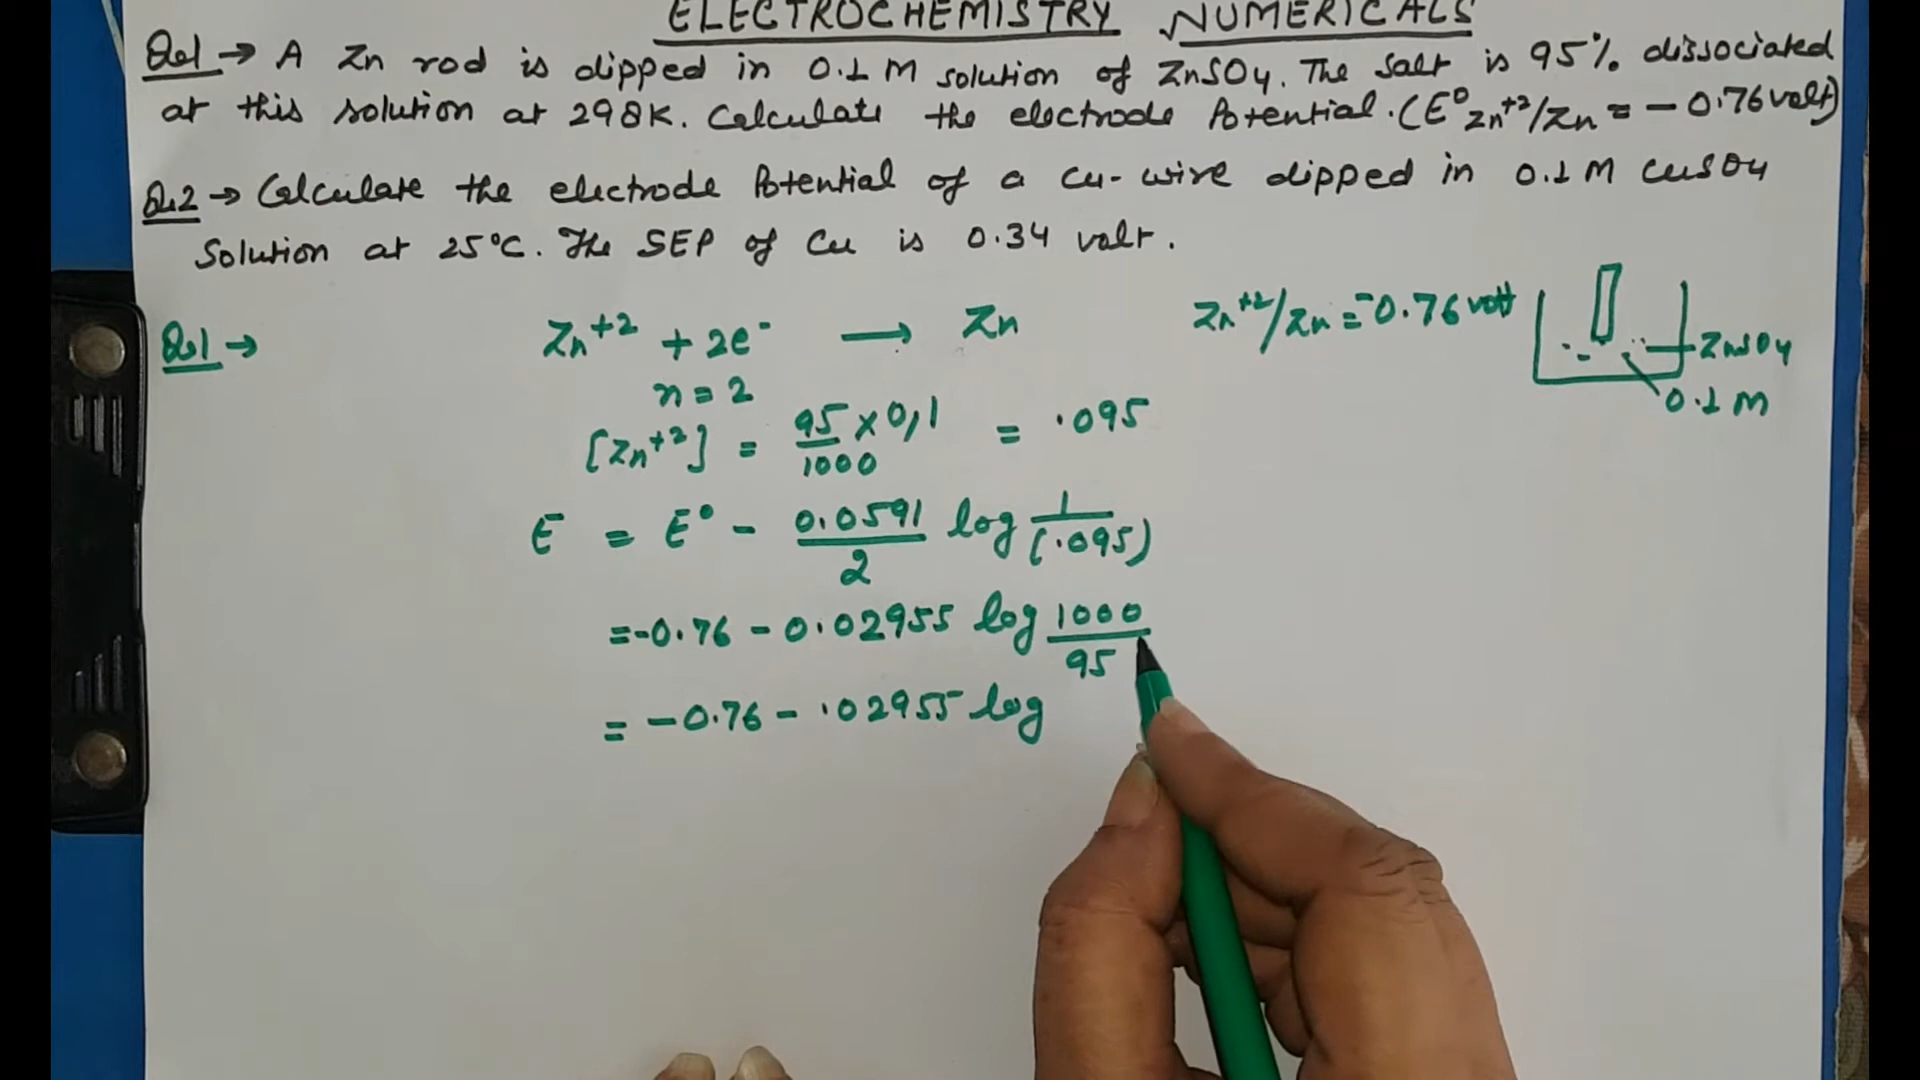 ELECTROCHEMISTRY NUMERICALS
Q.1 → A Zn rod is dipped in 0.1 M solution of ZnSO4. The salt is 95% dissociated
at this solution at 298K. Calculate the electrode Potential. (E° Zn+2/Zn = - 0.76 volt)
Q.2 → Calculate the electrode Potential of a Cu-wire dipped in 0.1 M CuSO4
Solution at 25°C. The SEP of Cu is 0.34 volt.
Q.1 → Zn+2 + 2e- → Zn Zn+2/Zn = -0.76 volt
n = 2
ZnSO4
0.1 M
[Zn+2] = 95/1000 × 0,1 = .095
E = E° - 0.0591/2 log 1/(.095)
= -0.76 - 0.02955 log 1000/95
= -0.76 - .02955 log